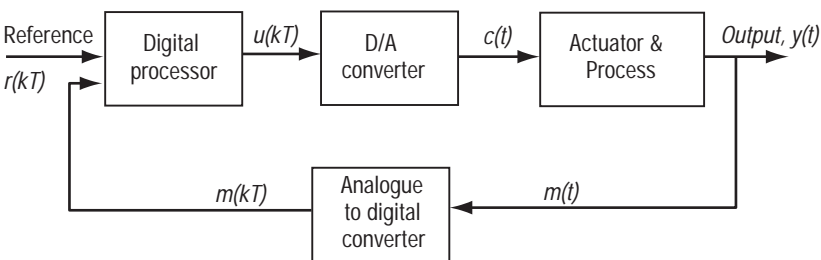 Reference
r(kT)
Digital
processor
u(kT)
D/A
converter
c(t)
Actuator &
Process
Output, y(t)
m(kT)
Analogue
to digital
converter
m(t)